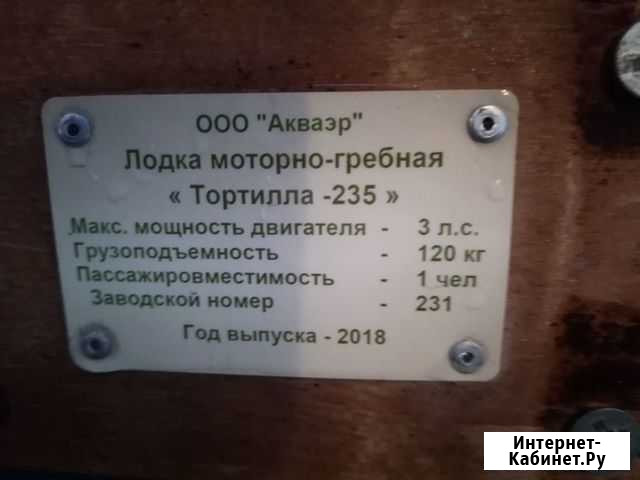 ООО "Акваэр"
Лодка моторно-гребная
« Тортилла -235 »
Макс. мощность двигателя - 3 л.с.
Грузоподъемность - 120 кг
Пассажировместимость - 1 чел
Заводской номер - 231
Год выпуска - 2018
Интернет-
Кабинет.Ру